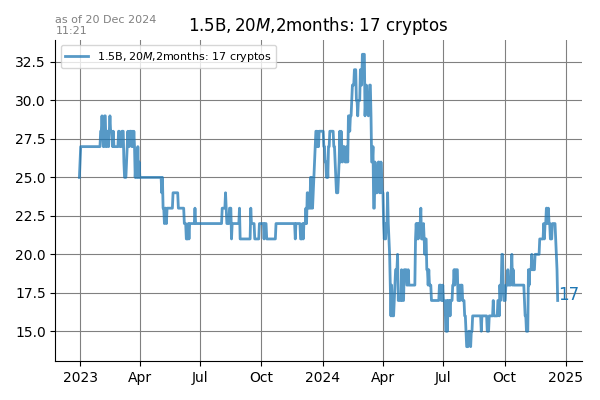 as of 20 Dec 2024
11:21
1.5B, 20M,2months: 17 cryptos
1.5B, 20M,2months: 17 cryptos
32.5
30.0
27.5
25.0
22.5
20.0
17.5
15.0
17
2023 Apr Jul Oct 2024 Apr Jul Oct 2025